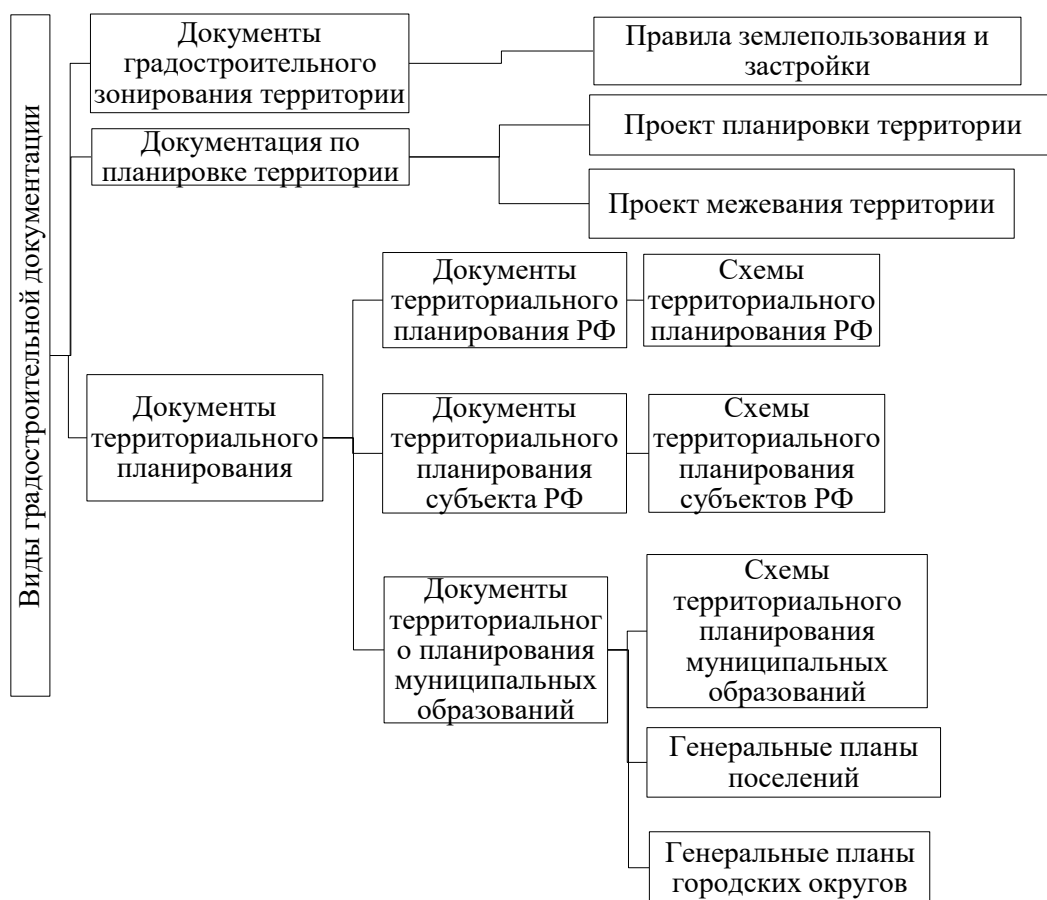 Виды градостроительной документации
Документы
градостроительного
зонирования территории
Правила землепользования и
застройки
Документация по
планировке территории
Проект планировки территории
Проект межевания территории
Документы
территориального
планирования
Документы
территориального
планирования РФ
Схемы
территориального
планирования РФ
Документы
территориального
планирования
субъекта РФ
Схемы
территориального
планирования
субъектов РФ
Документы
территориальног
о планирования
муниципальных
образований
Схемы
территориального
планирования
муниципальных
образований
Генеральные планы
поселений
Генеральные планы
городских округов